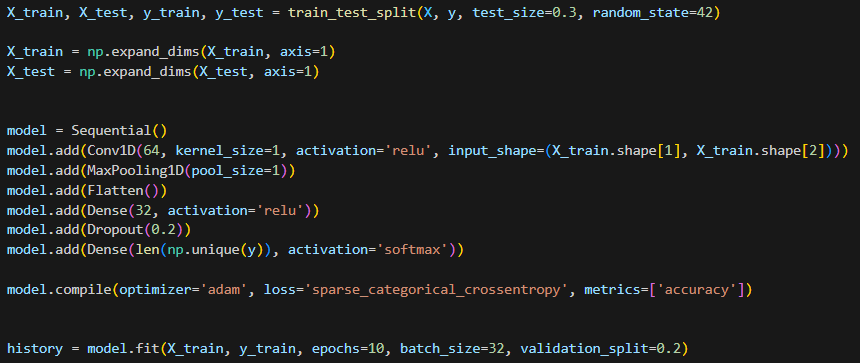 X_train, X_test, y_train, y_test = train_test_split(X, y, test_size=0.3, random_state=42)
X_train = np.expand_dims(X_train, axis=1)
X_test = np.expand_dims(X_test, axis=1)
model = Sequential()
model.add(Conv1D(64, kernel_size=1, activation='relu', input_shape=(X_train.shape[1], X_train.shape[2])))
model.add(MaxPooling1D(pool_size=1))
model.add(Flatten())
model.add(Dense(32, activation='relu'))
model.add(Dropout(0.2))
model.add(Dense(len(np.unique(y)), activation='softmax'))
model.compile(optimizer='adam', loss='sparse_categorical_crossentropy', metrics=['accuracy'])
history = model.fit(X_train, y_train, epochs=10, batch_size=32, validation_split=0.2)